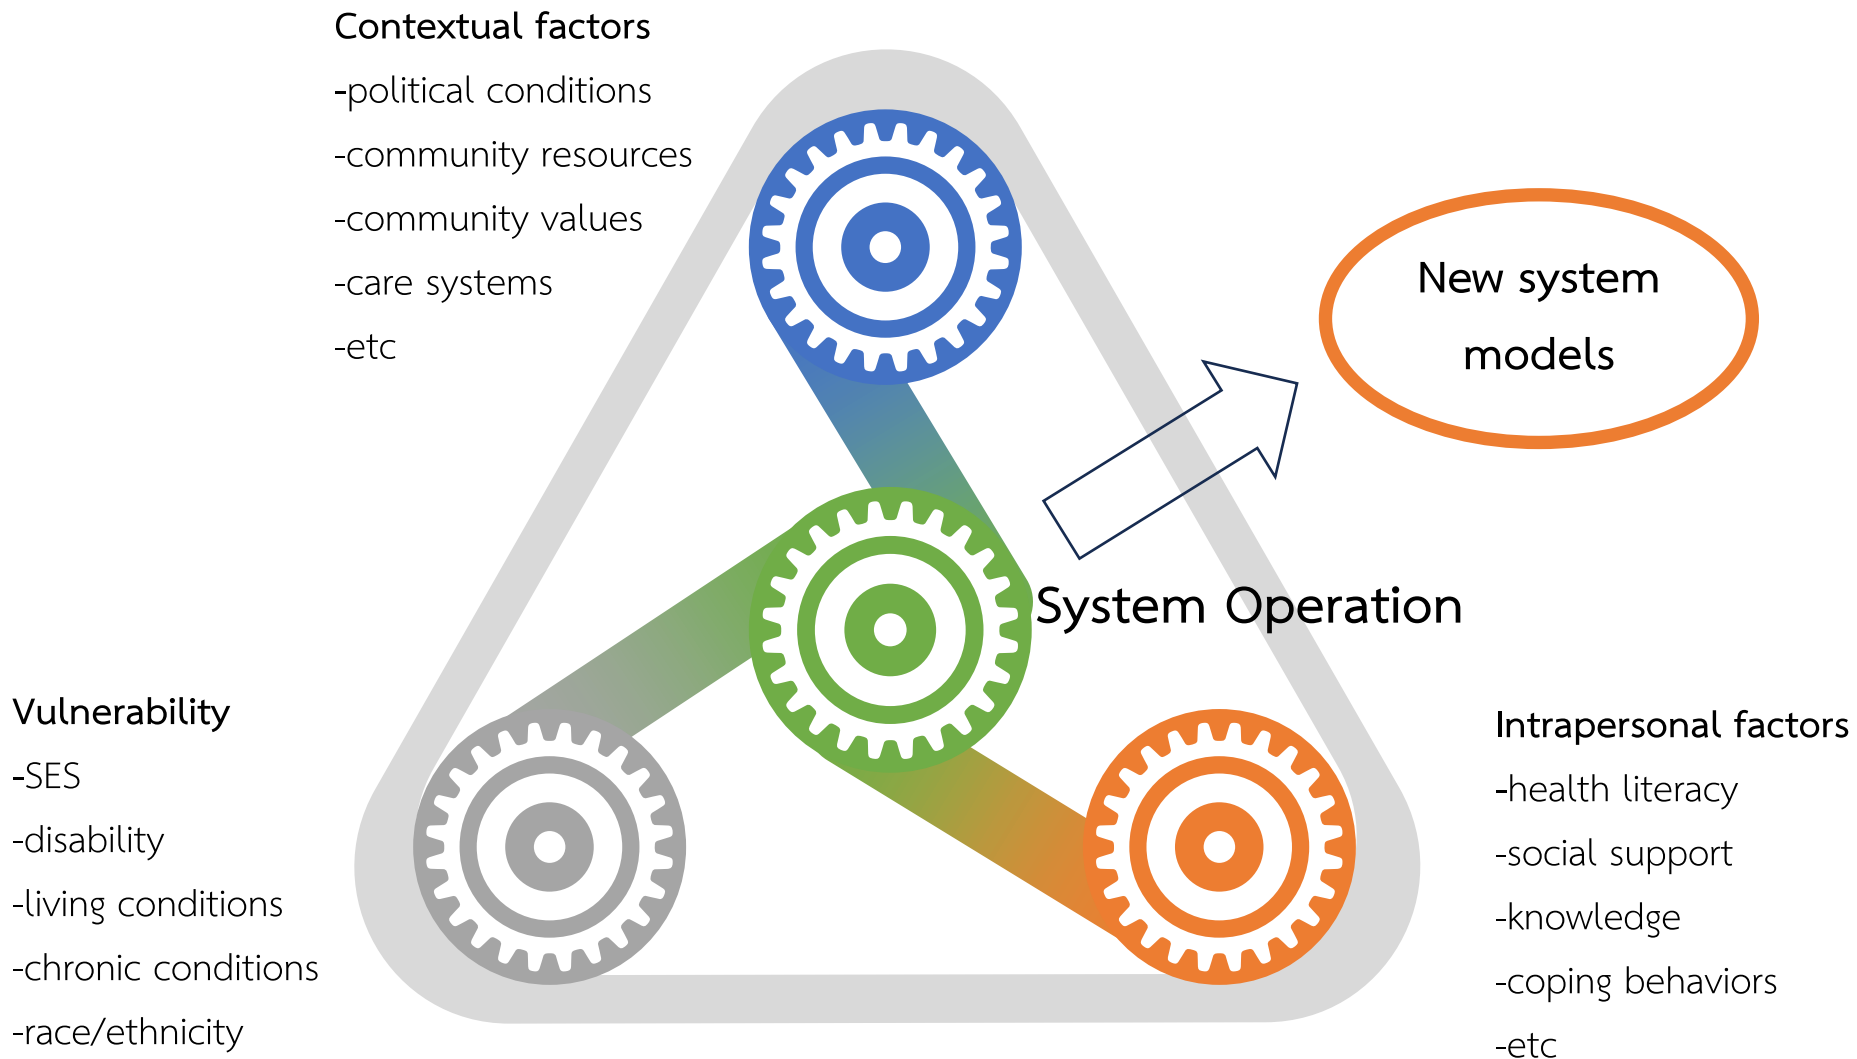 Contextual factors
-political conditions
-community resources
-community values
-care systems
-etc
New system
models
System Operation
Vulnerability
-SES
-disability
-living conditions
-chronic conditions
-race/ethnicity
Intrapersonal factors
-health literacy
-social support
-knowledge
-coping behaviors
-etc